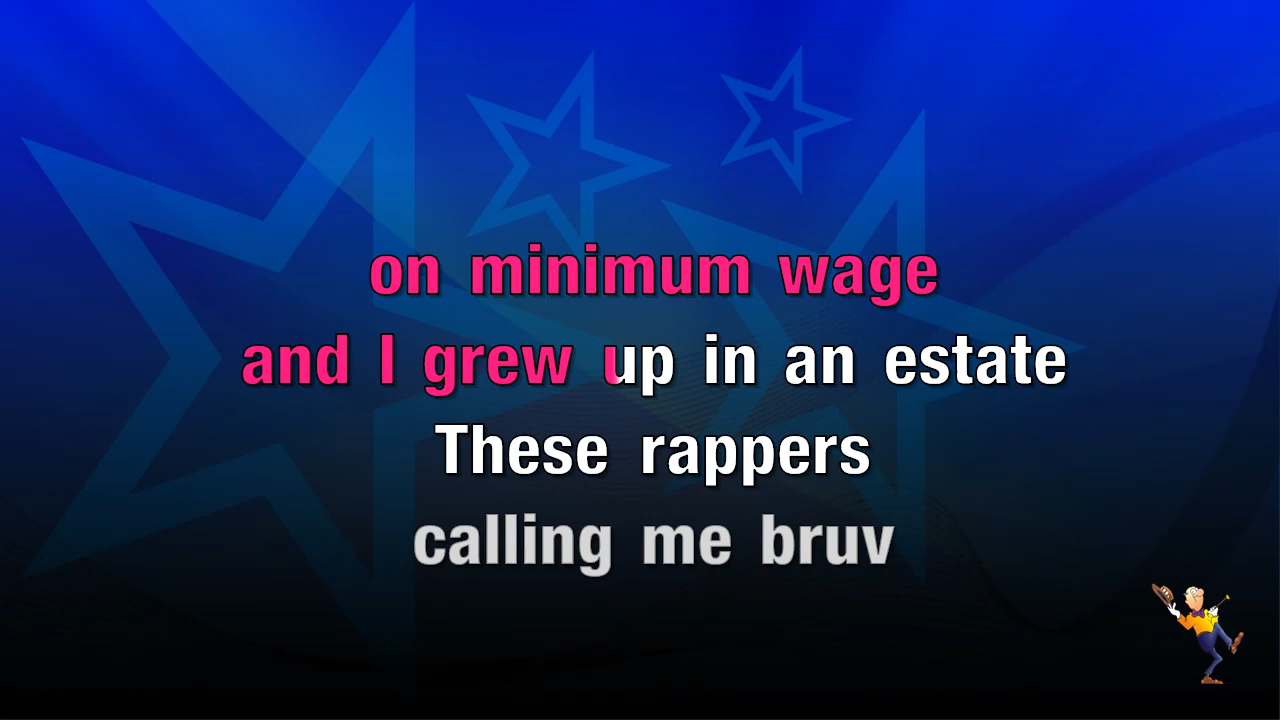 on minimum wage
and I grew up in an estate
These rappers
calling me bruv